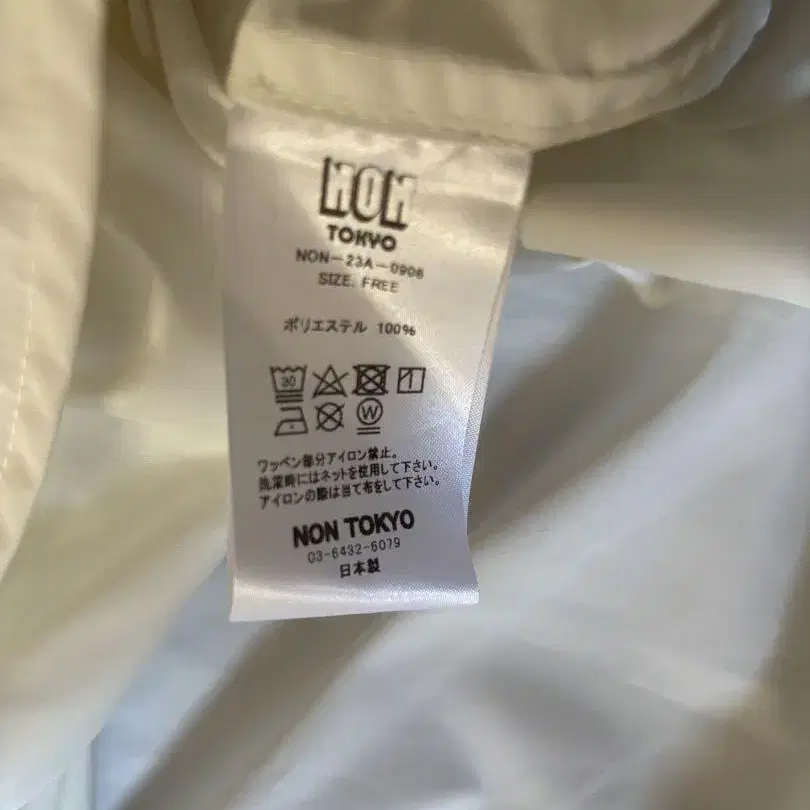 NON
TOKYO
NON-23A-0906
SIZE. FREE
ポリエステル 100%
30
W
ワッペン部分アイロン禁止。
洗濯時にはネットを使用して下さい。
アイロンの際は当て布をして下さい。
NON TOKYO
03-6432-6079
日本製